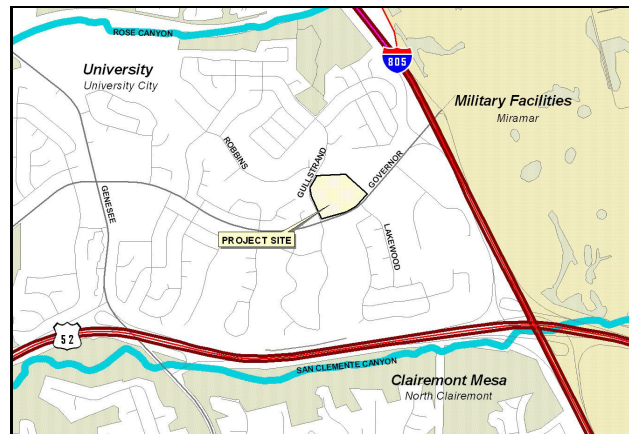 ROSE CANYON
805
University
University City
Military Facilities
Miramar
ROBBINS
GULLSTRAND
GOVERNOR
GENESEE
PROJECT SITE
LAKEWOOD
52
SAN CLEMENTE CANYON
Clairemont Mesa
North Clairemont